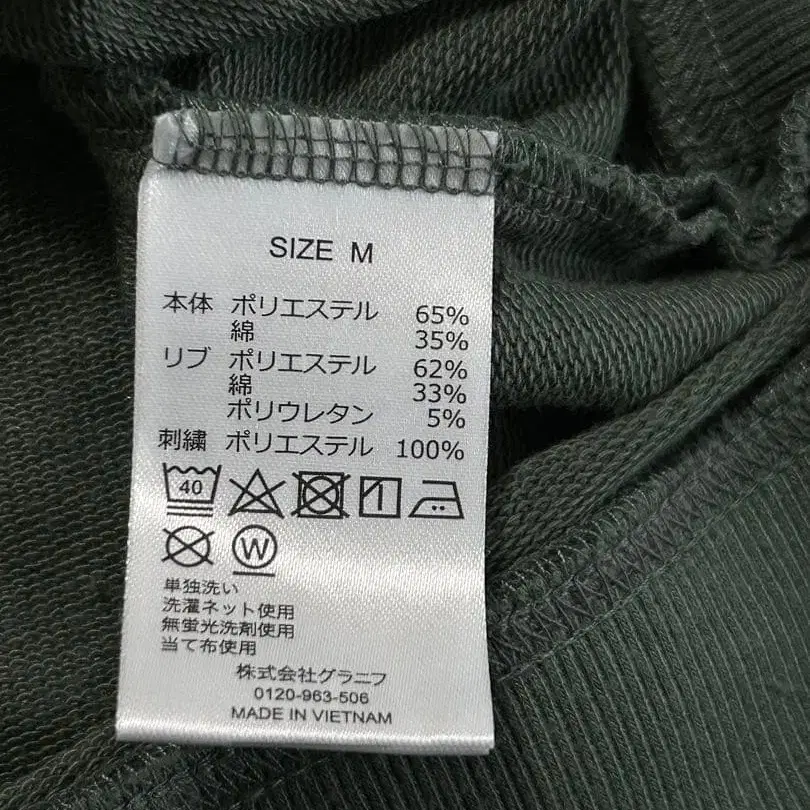 SIZE M
本体 ポリエステル 65%
綿 35%
リブ ポリエステル 62%
綿 33%
ポリウレタン 5%
刺繍 ポリエステル 100%
40
W
単独洗い
洗濯ネット使用
無蛍光洗剤使用
当て布使用
株式会社グラニフ
0120-963-506
MADE IN VIETNAM